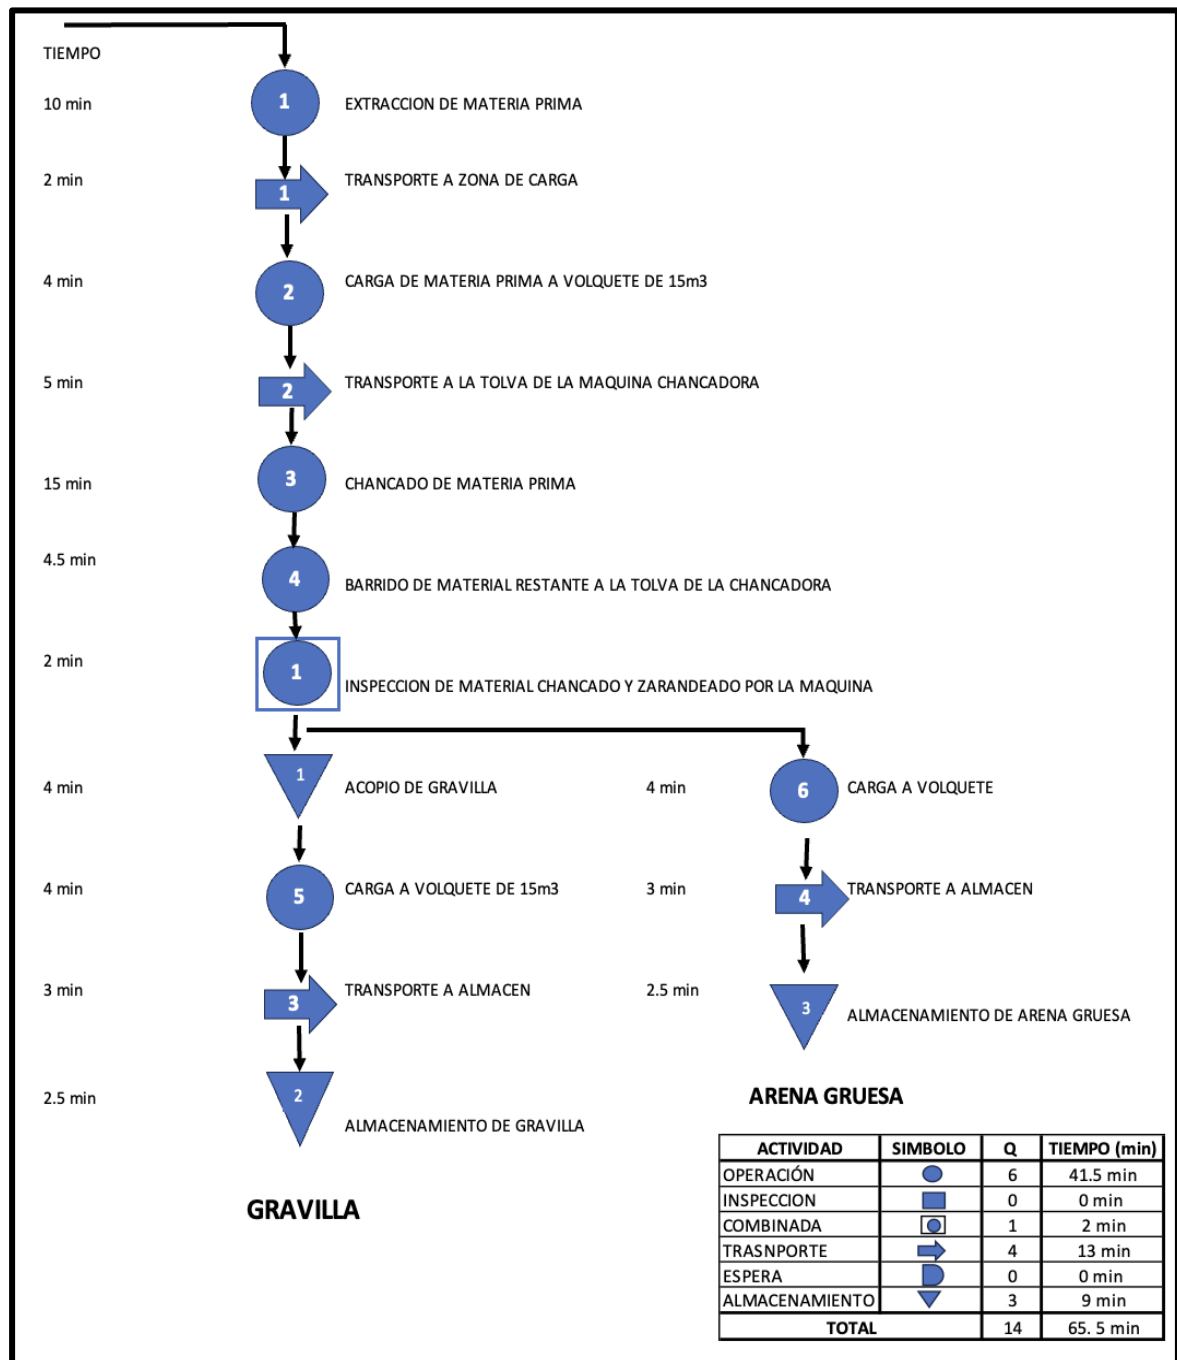 TIEMPO
10 min 1 EXTRACCION DE MATERIA PRIMA
2 min 1 TRANSPORTE A ZONA DE CARGA
4 min 2 CARGA DE MATERIA PRIMA A VOLQUETE DE 15m3
5 min 2 TRANSPORTE A LA TOLVA DE LA MAQUINA CHANCADORA
15 min 3 CHANCADO DE MATERIA PRIMA
4.5 min 4 BARRIDO DE MATERIAL RESTANTE A LA TOLVA DE LA CHANCADORA
2 min 1 INSPECCION DE MATERIAL CHANCADO Y ZARANDEADO POR LA MAQUINA
4 min 1 ACOPIO DE GRAVILLA
4 min 5 CARGA A VOLQUETE DE 15m3
3 min 3 TRANSPORTE A ALMACEN
2.5 min 2 ALMACENAMIENTO DE GRAVILLA
GRAVILLA
4 min 6 CARGA A VOLQUETE
3 min 4 TRANSPORTE A ALMACEN
2.5 min 3 ALMACENAMIENTO DE ARENA GRUESA
ARENA GRUESA
ACTIVIDAD SIMBOLO Q TIEMPO (min)
OPERACIÓN 6 41.5 min
INSPECCION 0 0 min
COMBINADA 1 2 min
TRASNPORTE 4 13 min
ESPERA 0 0 min
ALMACENAMIENTO 3 9 min
TOTAL 14 65. 5 min